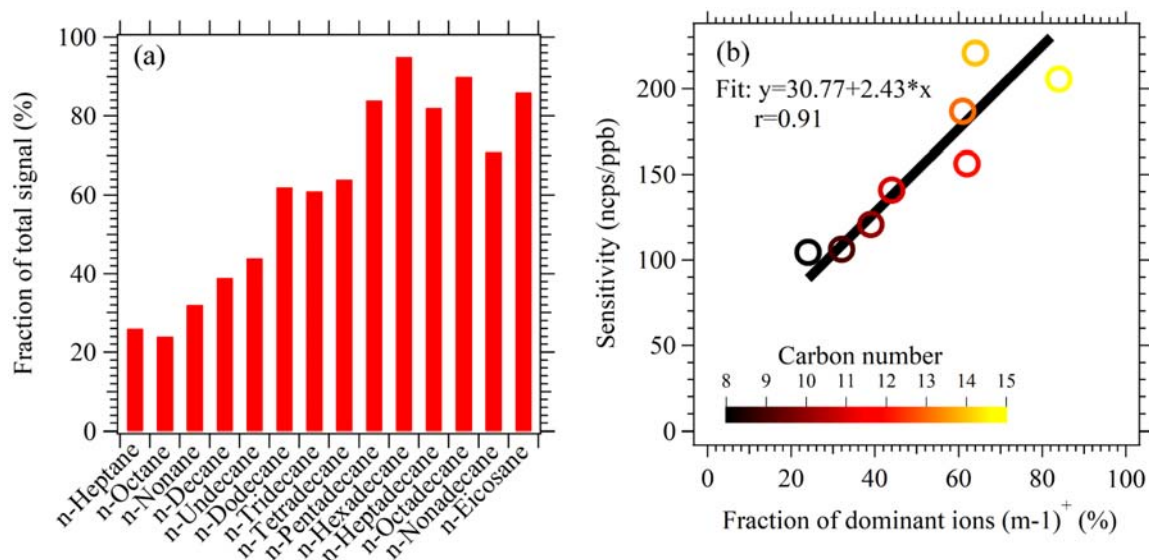 (a)
Fraction of total signal (%)
100
80
60
40
20
0
n-Heptane
n-Octane
n-Nonane
n-Decane
n-Undecane
n-Dodecane
n-Tridecane
n-Tetradecane
n-Pentadecane
n-Hexadecane
n-Heptadecane
n-Octadecane
n-Nonadecane
n-Eicosane
(b)
Fit: y=30.77+2.43*x
r=0.91
Sensitivity (ncps/ppb)
200
150
100
50
0
Carbon number
8 9 10 11 12 13 14 15
0 20 40 60 80 100
Fraction of dominant ions (m-1)⁺ (%)